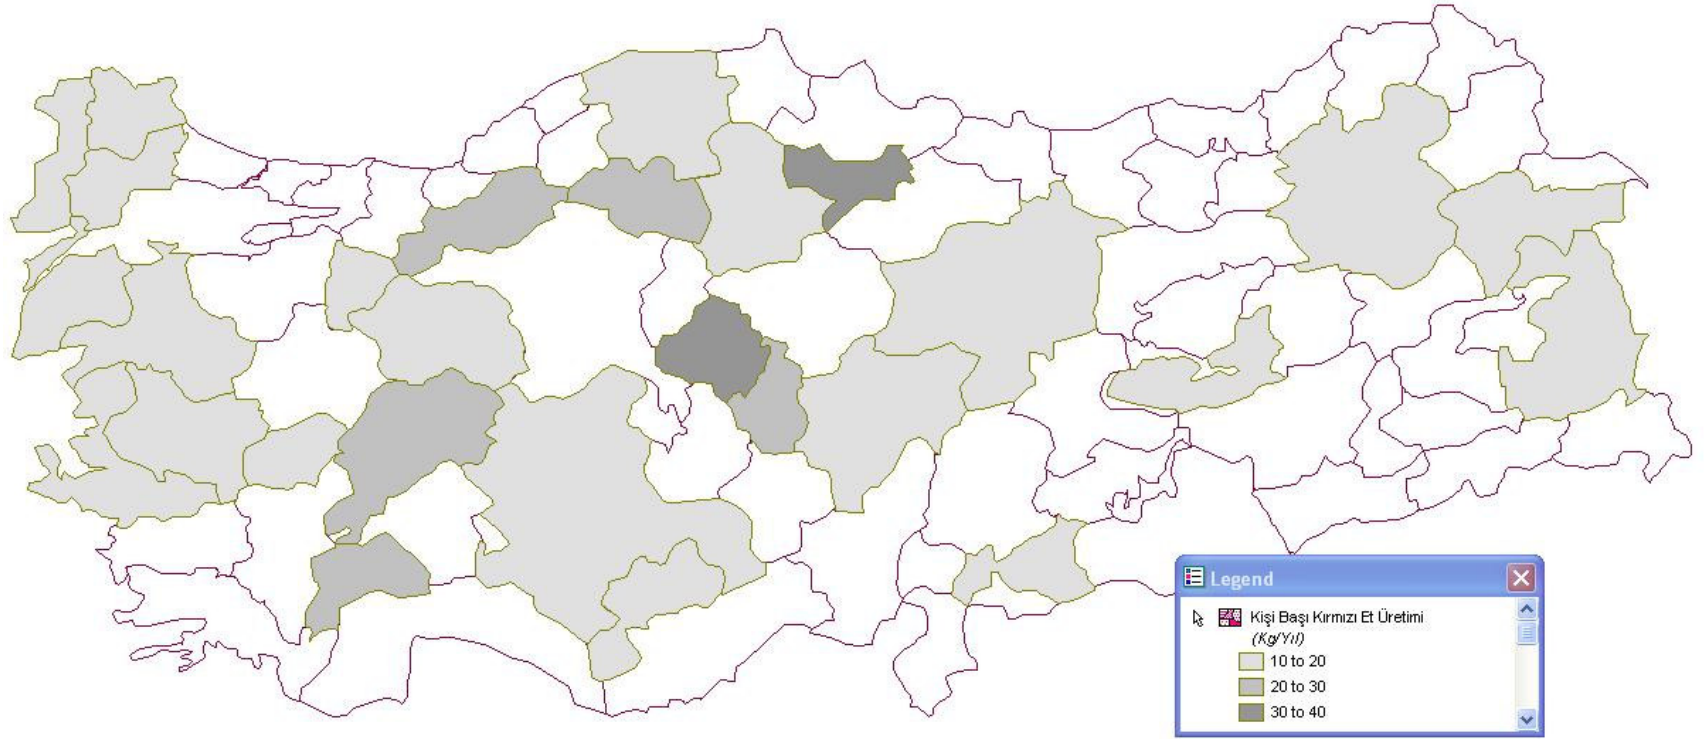 Legend
Kişi Başı Kırmızı Et Üretimi
(Kg/Yıl)
10 to 20
20 to 30
30 to 40